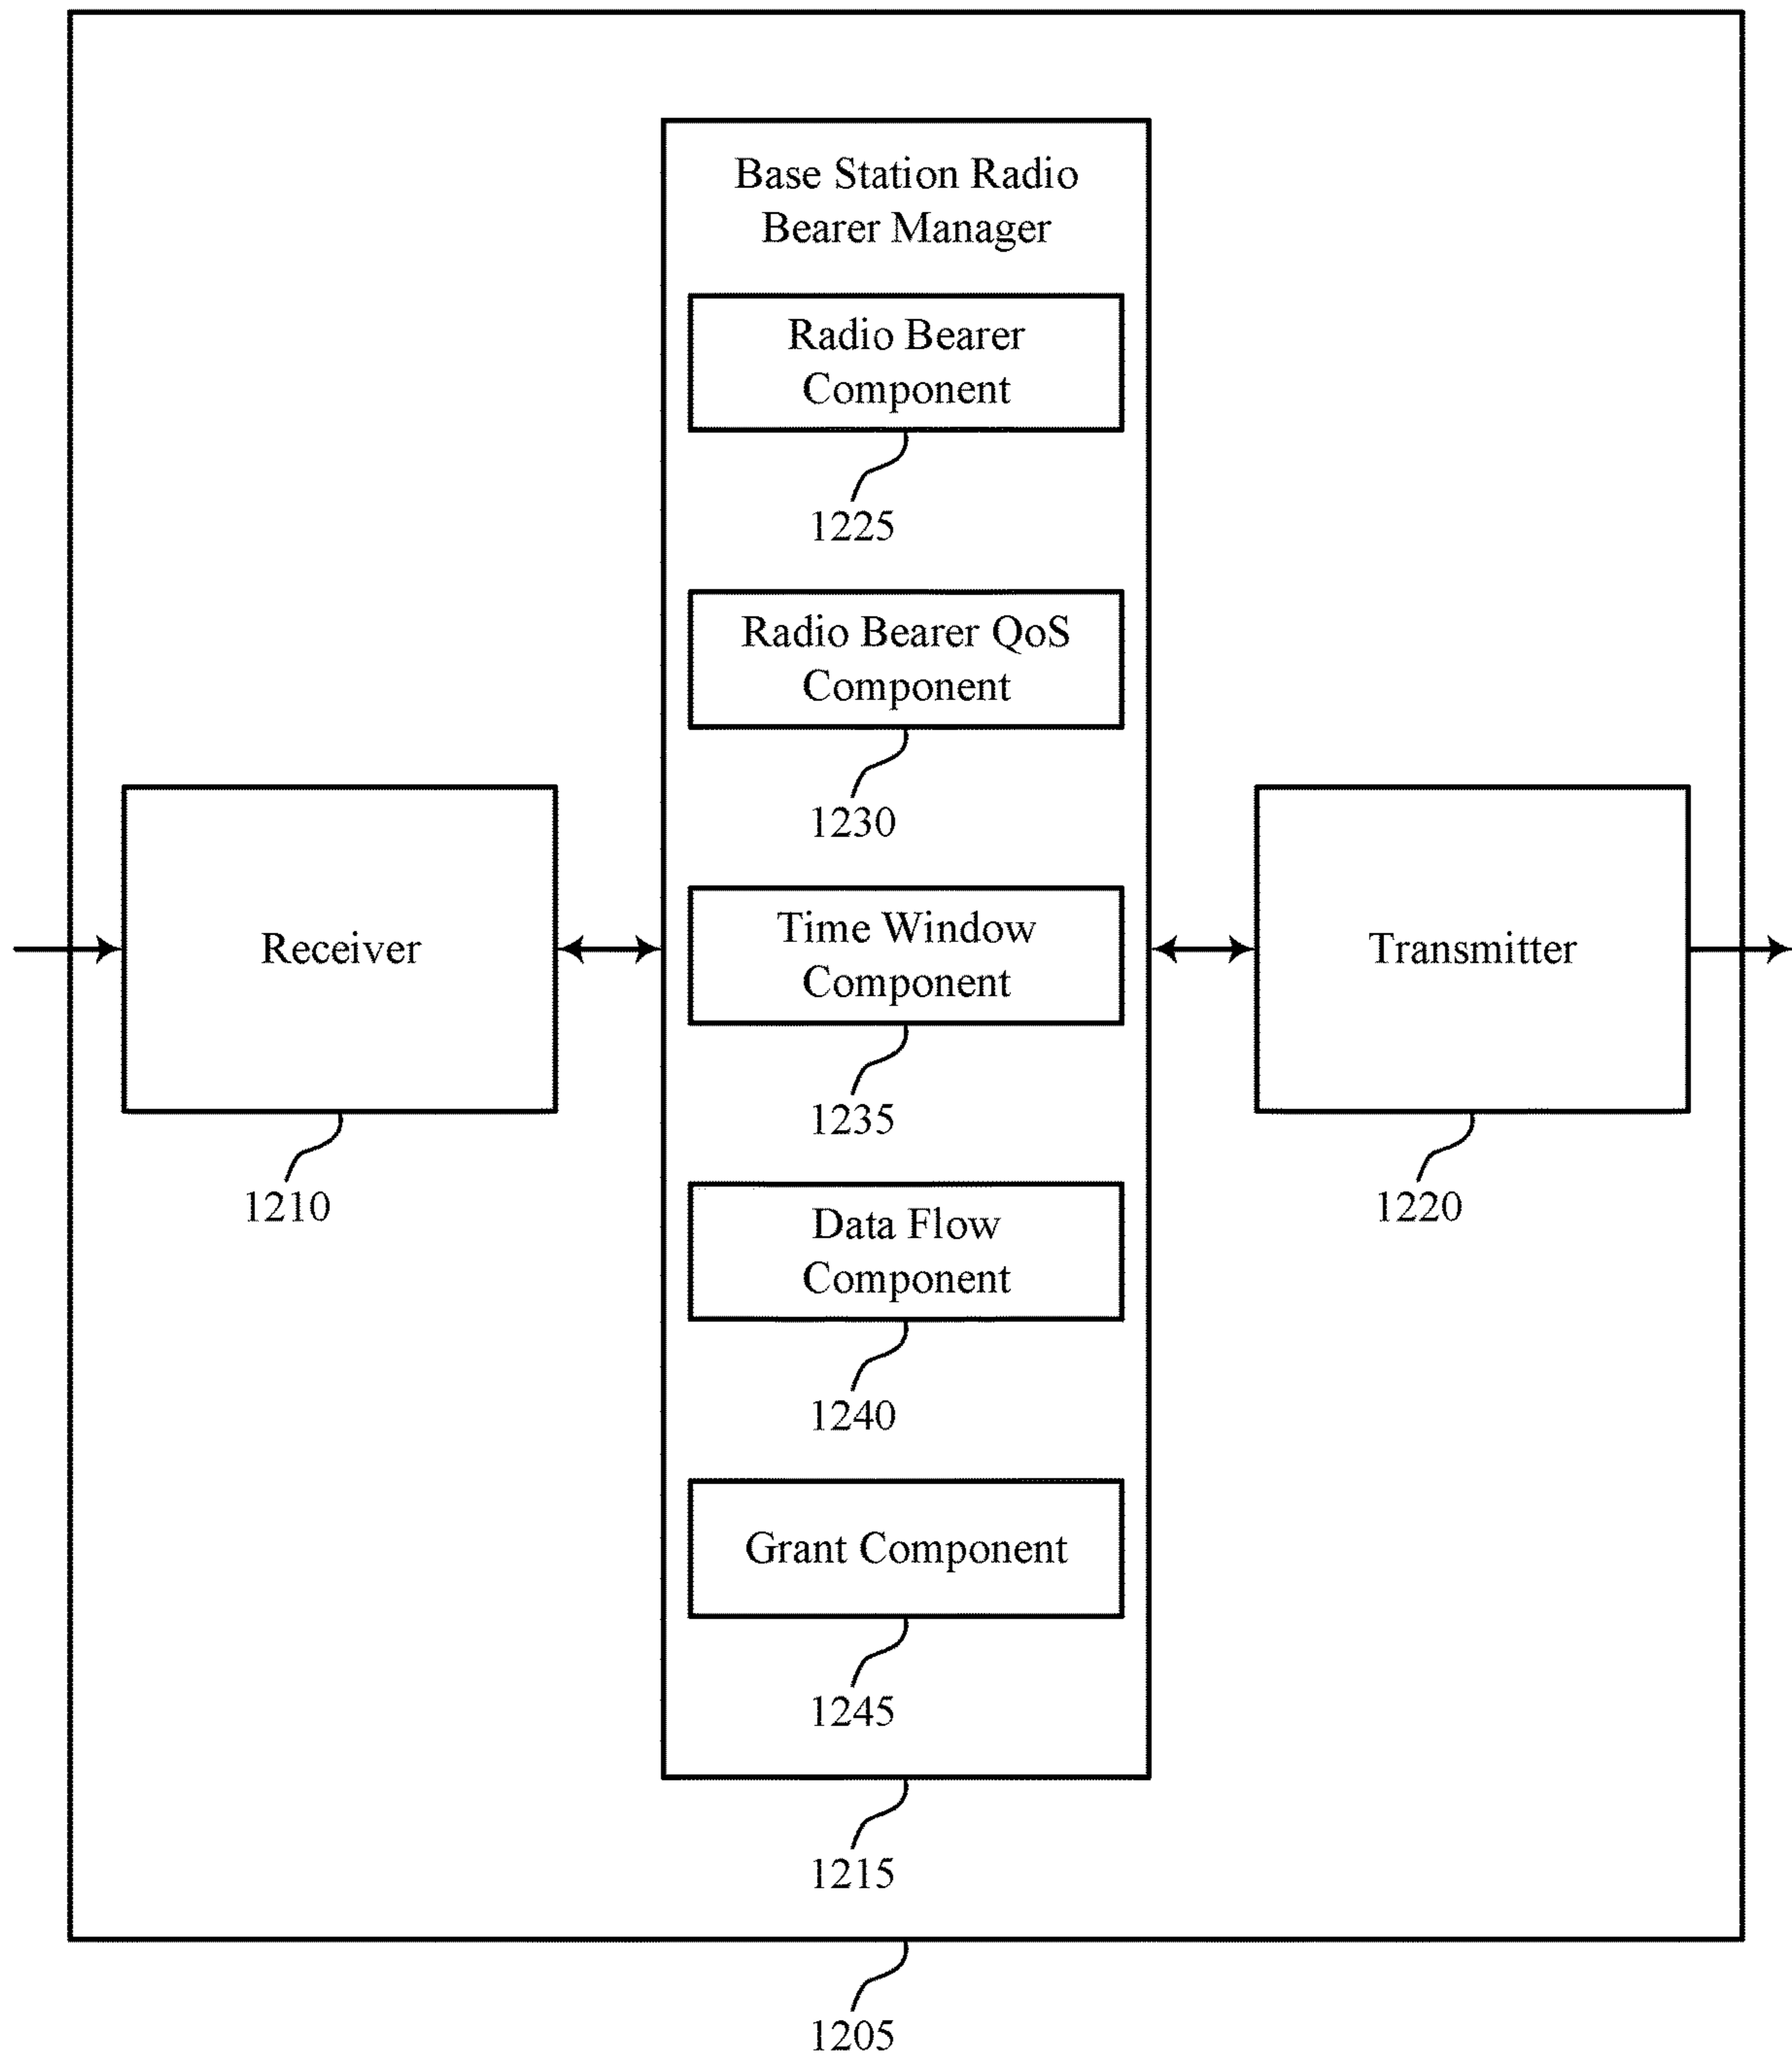 Base Station Radio
Bearer Manager
Radio Bearer
Component
1225
Radio Bearer QoS
Component
1230
Receiver
1210
Time Window
Component
1235
Transmitter
1220
Data Flow
Component
1240
Grant Component
1245
1215
1205